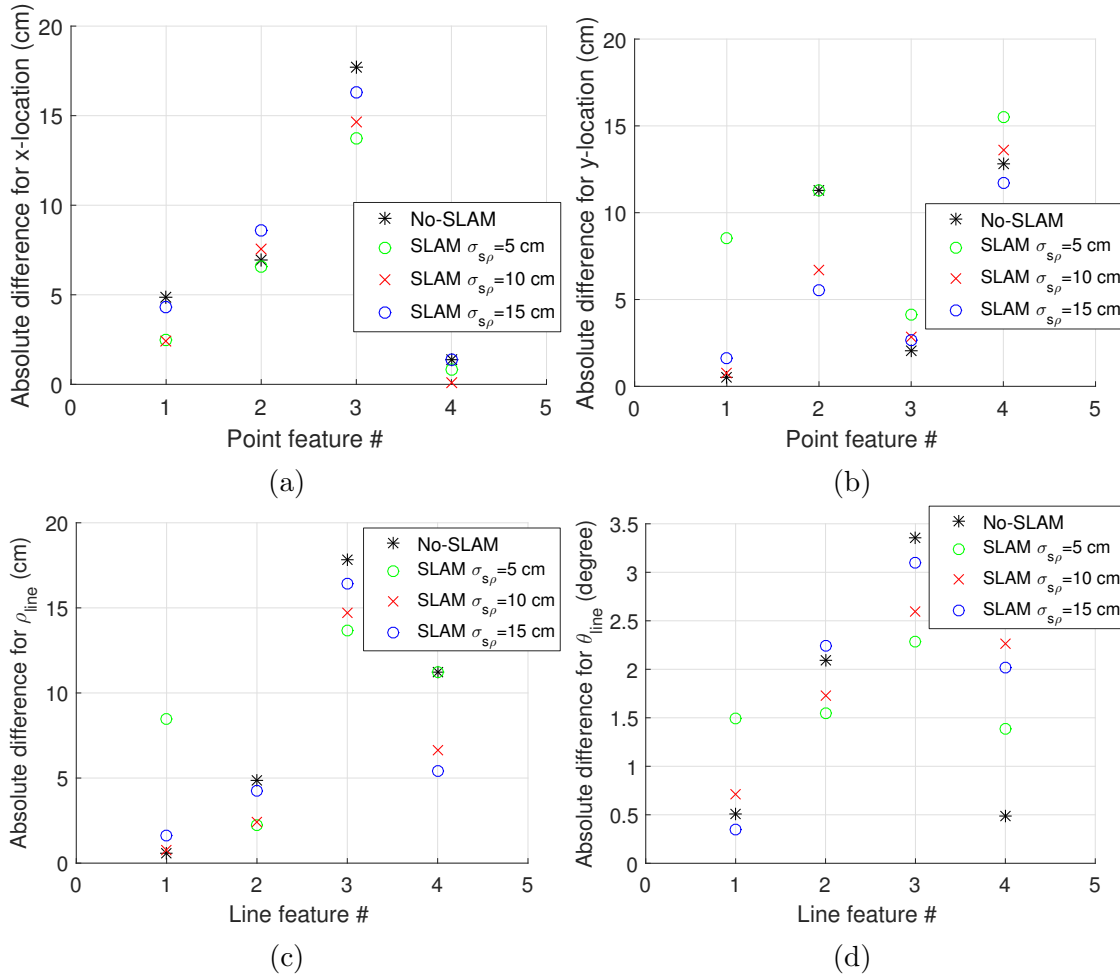 Absolute difference for x-location (cm)
20
15
10
5
0
No-SLAM
SLAM σsρ=5 cm
SLAM σsρ=10 cm
SLAM σsρ=15 cm
0 1 2 3 4 5
Point feature #
(a)
Absolute difference for y-location (cm)
20
15
10
5
0
No-SLAM
SLAM σsρ=5 cm
SLAM σsρ=10 cm
SLAM σsρ=15 cm
0 1 2 3 4 5
Point feature #
(b)
Absolute difference for ρline (cm)
20
15
10
5
0
No-SLAM
SLAM σsρ=5 cm
SLAM σsρ=10 cm
SLAM σsρ=15 cm
0 1 2 3 4 5
Line feature #
(c)
Absolute difference for θline (degree)
3.5
3
2.5
2
1.5
1
0.5
0
No-SLAM
SLAM σsρ=5 cm
SLAM σsρ=10 cm
SLAM σsρ=15 cm
0 1 2 3 4 5
Line feature #
(d)